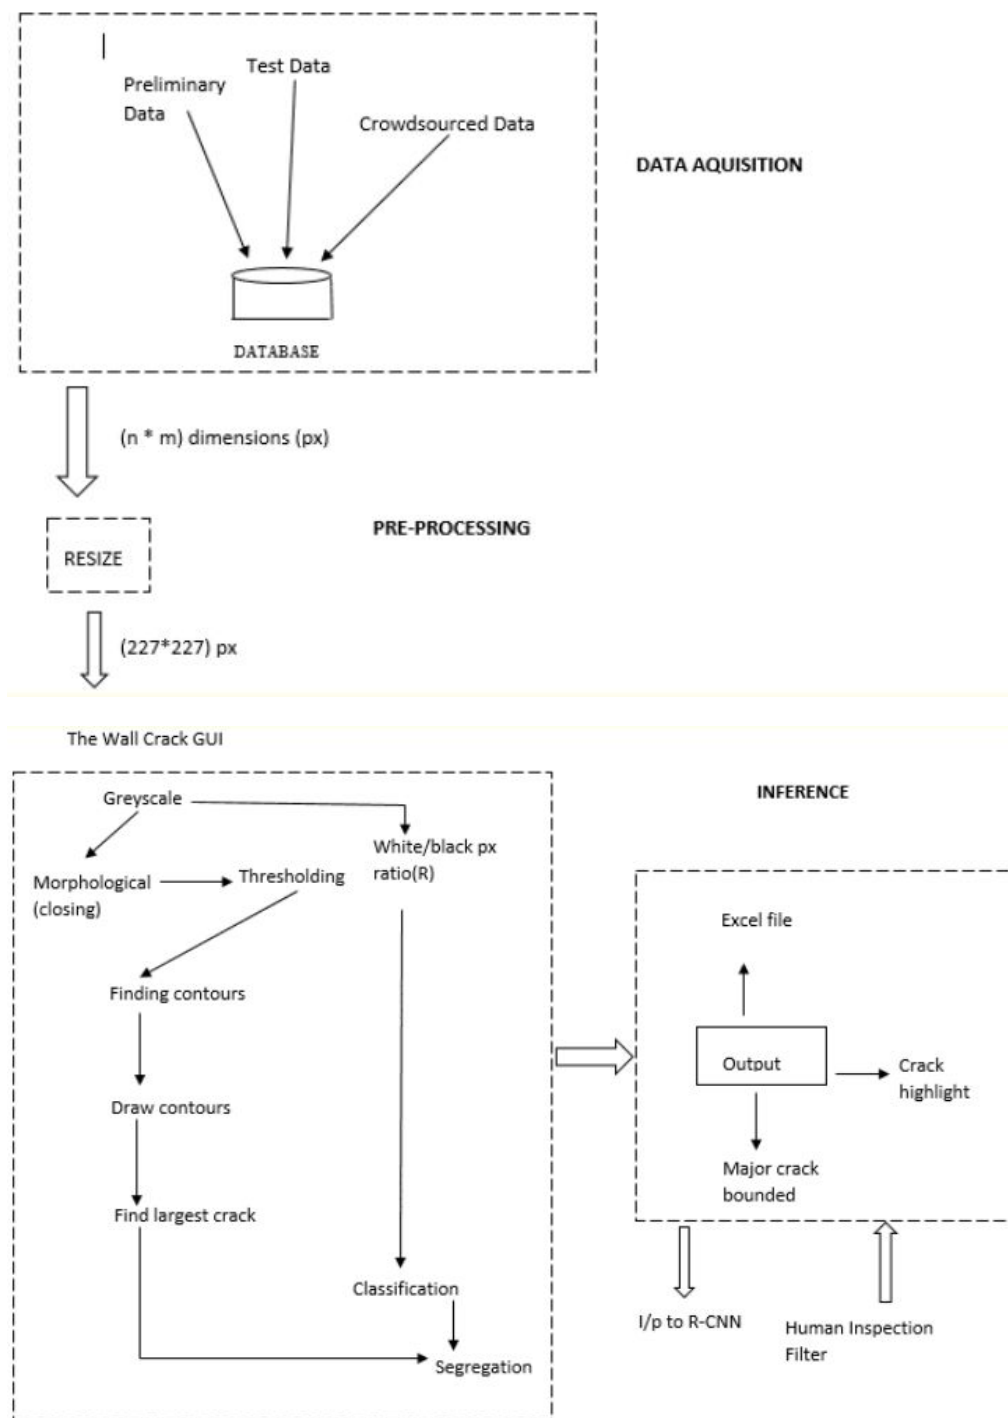 Test Data
Preliminary
Data
Crowdsourced Data
DATA AQUISITION
DATABASE
(n * m) dimensions (px)
PRE-PROCESSING
RESIZE
(227*227) px
The Wall Crack GUI
Greyscale
White/black px
ratio(R)
Morphological
(closing)
Thresholding
Finding contours
Draw contours
Find largest crack
Classification
Segregation
INFERENCE
Excel file
Output
Crack
highlight
Major crack
bounded
I/p to R-CNN
Human Inspection
Filter